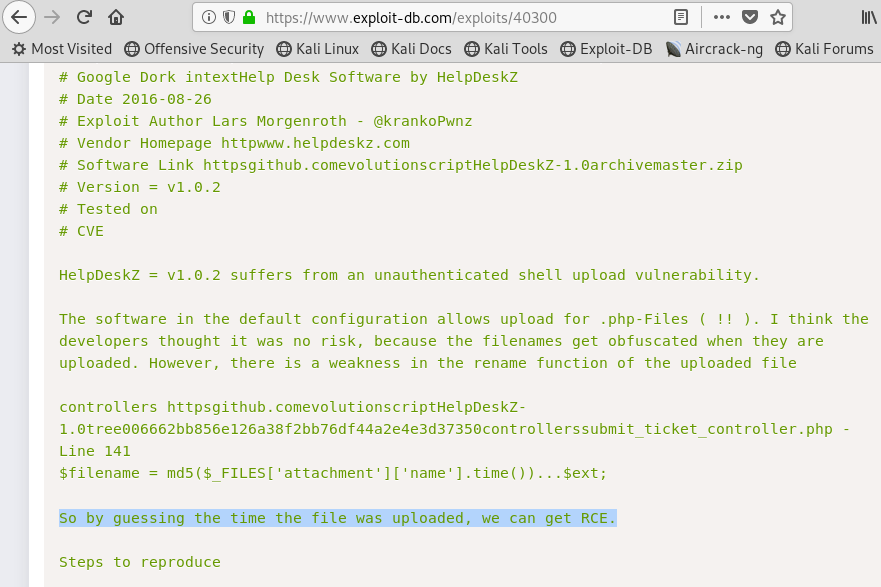 https://www.exploit-db.com/exploits/40300
Most Visited Offensive Security Kali Linux Kali Docs Kali Tools Exploit-DB Aircrack-ng Kali Forums
# Google Dork intextHelp Desk Software by HelpDeskZ
# Date 2016-08-26
# Exploit Author Lars Morgenroth - @krankoPwnz
# Vendor Homepage httpwww.helpdeskz.com
# Software Link httpsgithub.comevolutionscriptHelpDeskZ-1.0archivemaster.zip
# Version = v1.0.2
# Tested on
# CVE
HelpDeskZ = v1.0.2 suffers from an unauthenticated shell upload vulnerability.
The software in the default configuration allows upload for .php-Files ( !! ). I think the
developers thought it was no risk, because the filenames get obfuscated when they are
uploaded. However, there is a weakness in the rename function of the uploaded file
controllers httpsgithub.comevolutionscriptHelpDeskZ-
1.0tree006662bb856e126a38f2bb76df44a2e4e3d37350controllerssubmit_ticket_controller.php -
Line 141
$filename = md5($_FILES['attachment']['name'].time())...$ext;
So by guessing the time the file was uploaded, we can get RCE.
Steps to reproduce